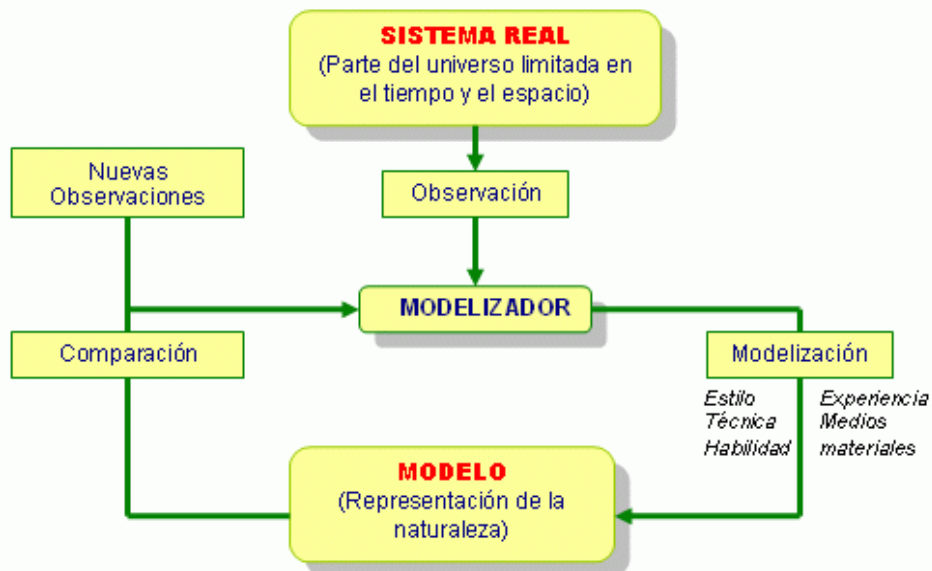 SISTEMA REAL
(Parte del universo limitada en
el tiempo y el espacio)
Nuevas
Observaciones
Observación
MODELIZADOR
Comparación
Modelización
Estilo
Técnica
Habilidad
Experiencia
Medios
materiales
MODELO
(Representación de la
naturaleza)